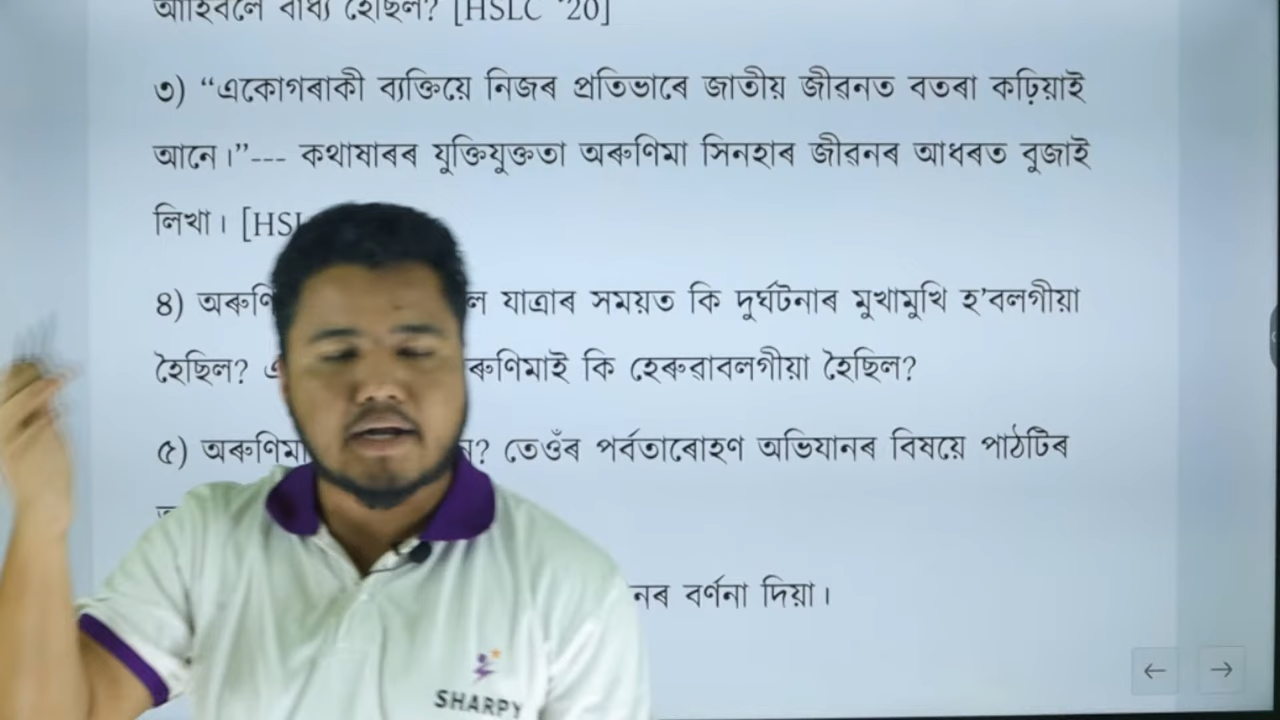 আহিবলৈ বাধ্য হৈছিল? [HSLC '20]
৩) “একোগৰাকী ব্যক্তিয়ে নিজৰ প্ৰতিভাৰে জাতীয় জীৱনত বতৰা কঢ়িয়াই
আনে।”--- কথাষাৰৰ যুক্তিযুক্ততা অৰুণিমা সিনহাৰ জীৱনৰ আধৰত বুজাই
লিখা। [HSL
৪) অৰুণি ল যাত্ৰাৰ সময়ত কি দুৰ্ঘটনাৰ মুখামুখি হ’বলগীয়া
হৈছিল? ৰুণিমাই কি হেৰুৱাবলগীয়া হৈছিল?
৫) অৰুণিমা ? তেওঁৰ পৰ্বতাৰোহণ অভিযানৰ বিষয়ে পাঠটিৰ
নৰ বৰ্ণনা দিয়া।
SHARPY